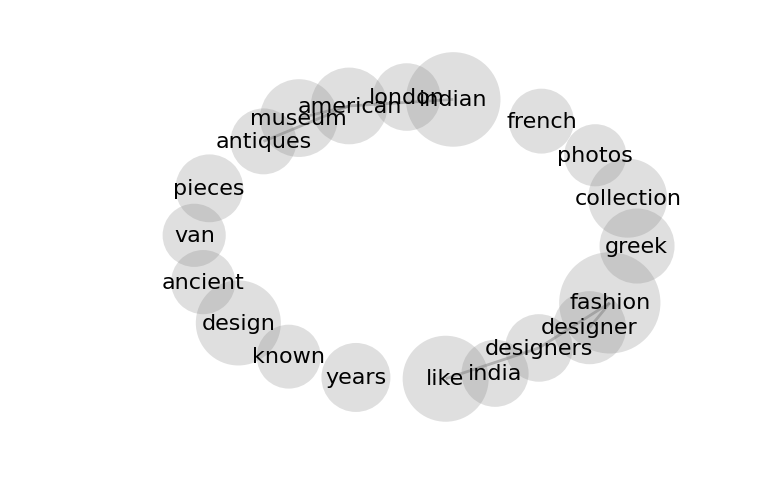 london
indian
american
museum
french
antiques
photos
pieces
collection
van
greek
ancient
fashion
design
designer
designers
known
india
years
like